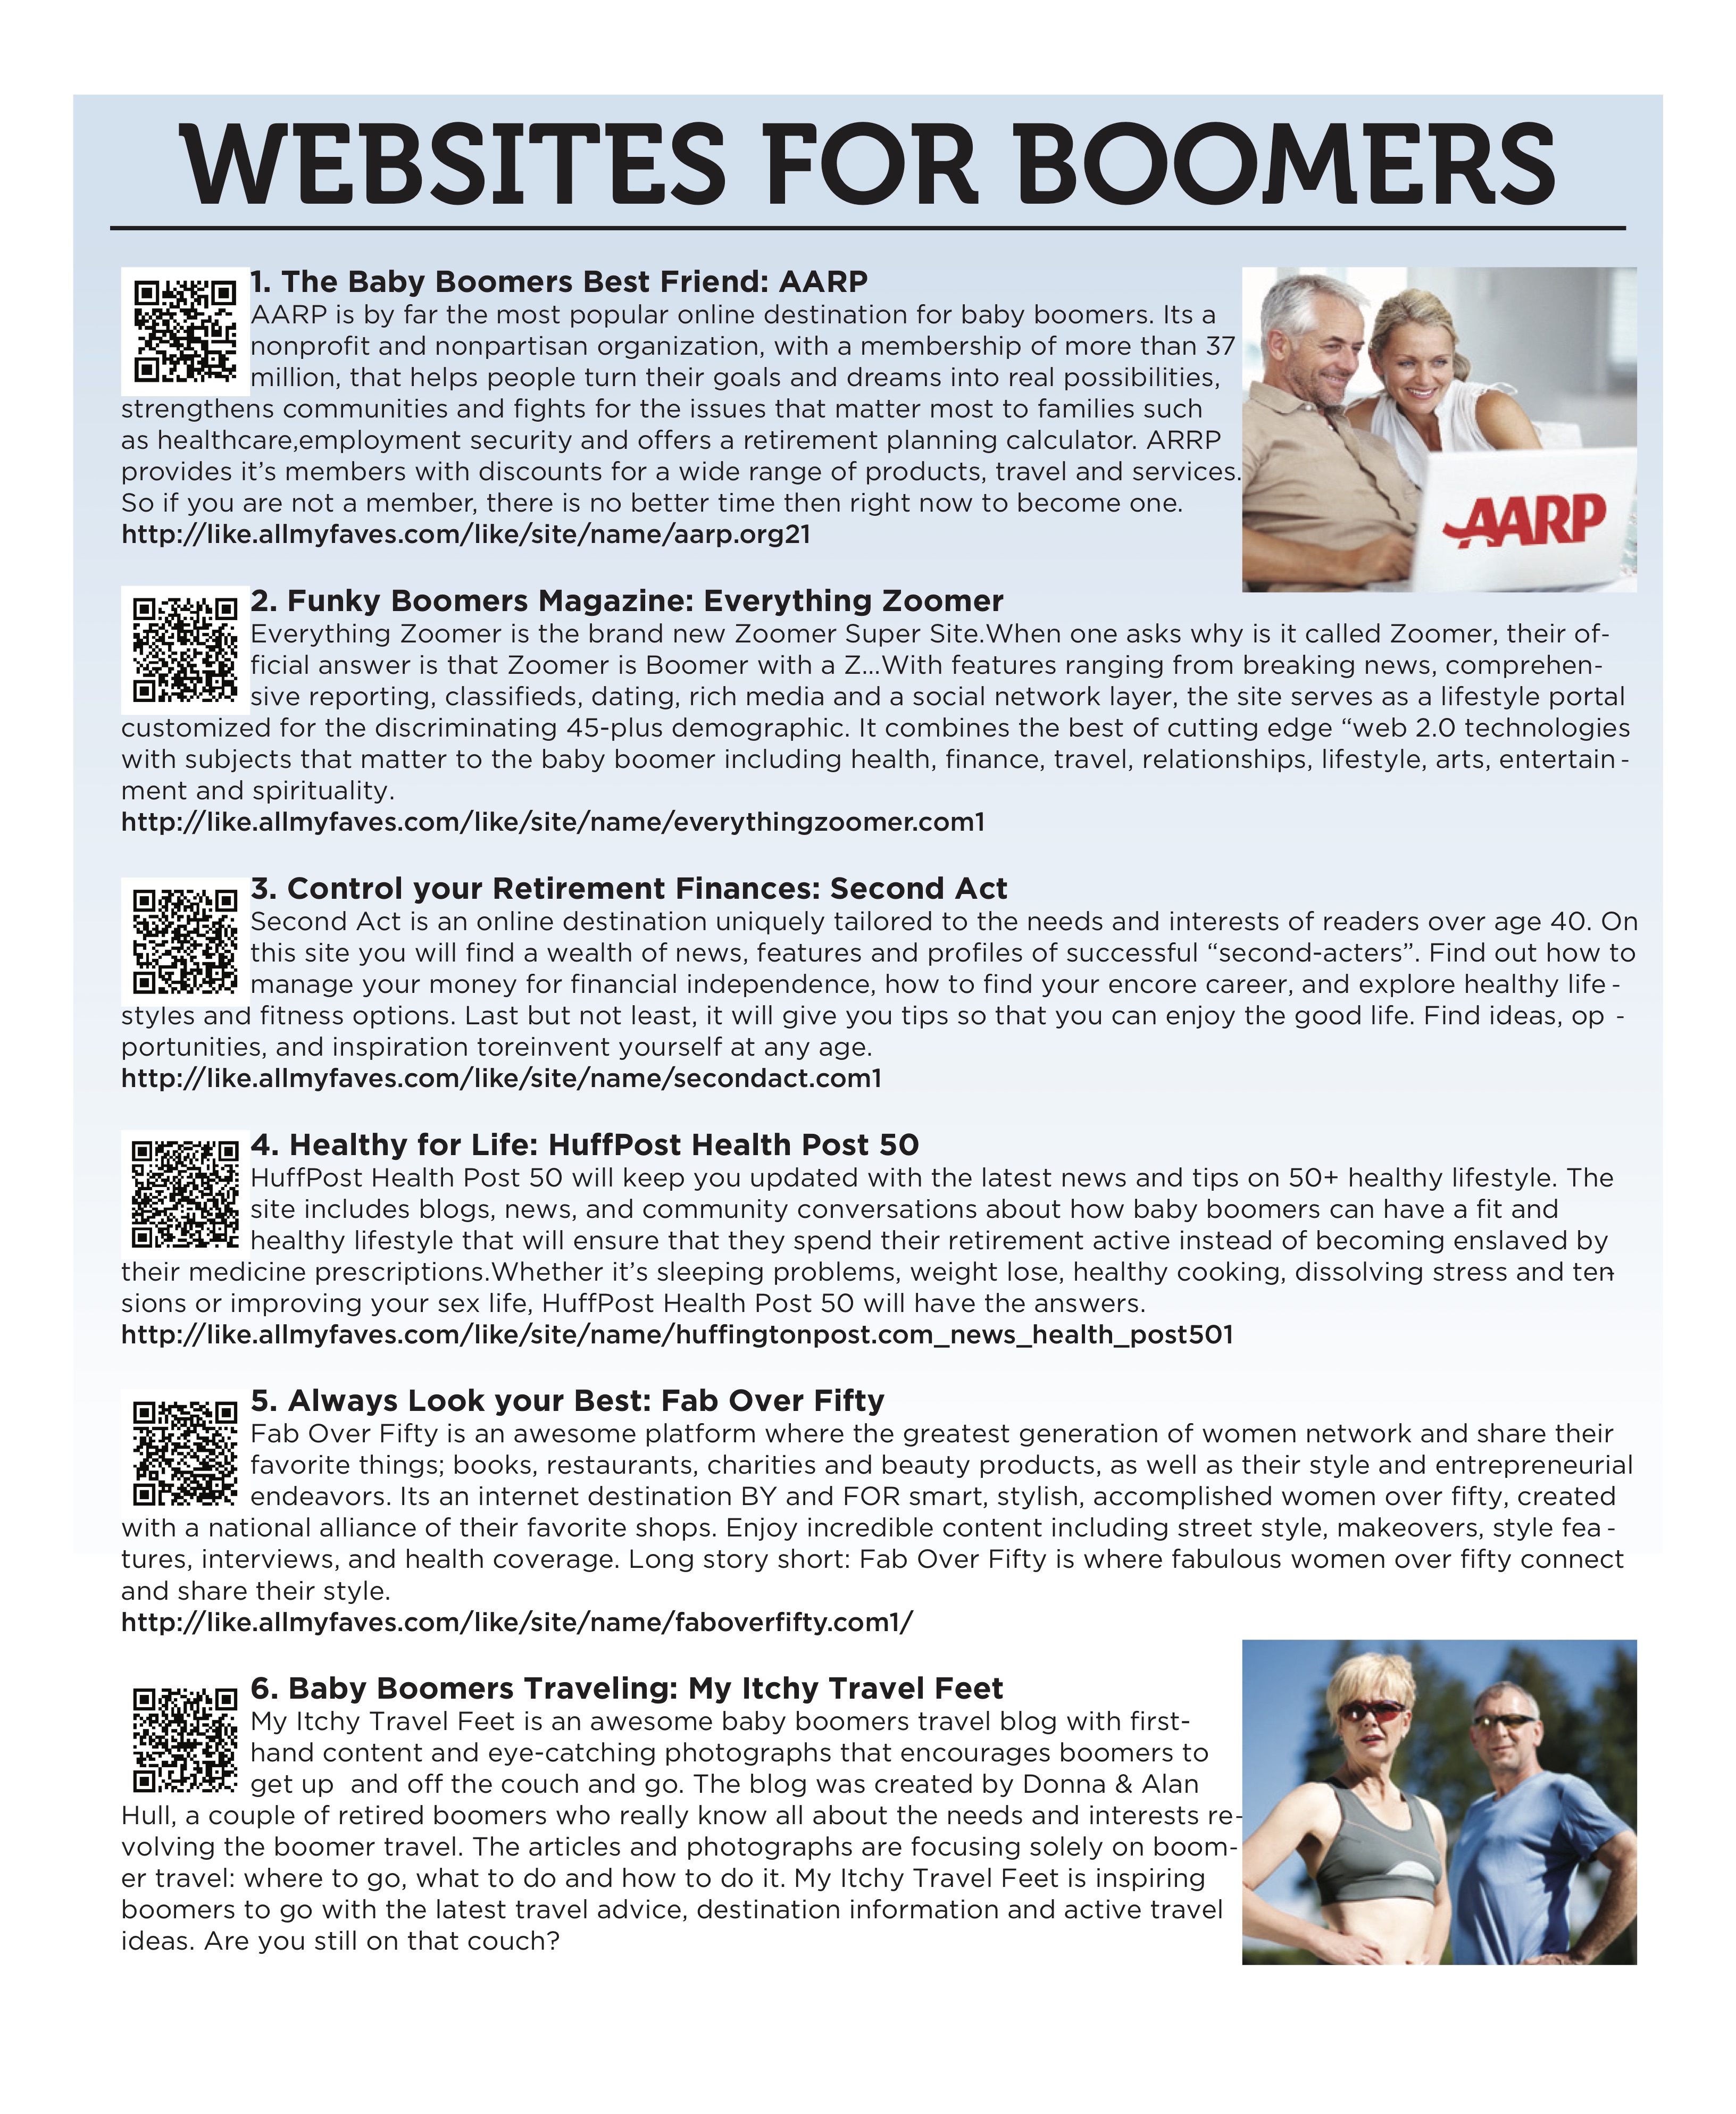 WEBSITES FOR BOOMERS
1. The Baby Boomers Best Friend: AARP
AARP is by far the most popular online destination for baby boomers. Its a
nonprofit and nonpartisan organization, with a membership of more than 37
million, that helps people turn their goals and dreams into real possibilities,
strengthens communities and fights for the issues that matter most to families such
as healthcare,employment security and offers a retirement planning calculator. ARRP
provides it's members with discounts for a wide range of products, travel and services.
So if you are not a member, there is no better time then right now to become one.
http://like.allmyfaves.com/like/site/name/aarp.org21
AARP
2. Funky Boomers Magazine: Everything Zoomer
Everything Zoomer is the brand new Zoomer Super Site.When one asks why is it called Zoomer, their of-
ficial answer is that Zoomer is Boomer with a Z...With features ranging from breaking news, comprehen-
sive reporting, classifieds, dating, rich media and a social network layer, the site serves as a lifestyle portal
customized for the discriminating 45-plus demographic. It combines the best of cutting edge “web 2.0 technologies
with subjects that matter to the baby boomer including health, finance, travel, relationships, lifestyle, arts, entertain-
ment and spirituality.
http://like.allmyfaves.com/like/site/name/everythingzoomer.com1
3. Control your Retirement Finances: Second Act
Second Act is an online destination uniquely tailored to the needs and interests of readers over age 40. On
this site you will find a wealth of news, features and profiles of successful “second-acters”. Find out how to
manage your money for financial independence, how to find your encore career, and explore healthy life-
styles and fitness options. Last but not least, it will give you tips so that you can enjoy the good life. Find ideas, op -
portunities, and inspiration toreinvent yourself at any age.
http://like.allmyfaves.com/like/site/name/secondact.com1
4. Healthy for Life: HuffPost Health Post 50
HuffPost Health Post 50 will keep you updated with the latest news and tips on 50+ healthy lifestyle. The
site includes blogs, news, and community conversations about how baby boomers can have a fit and
healthy lifestyle that will ensure that they spend their retirement active instead of becoming enslaved by
their medicine prescriptions.Whether it's sleeping problems, weight lose, healthy cooking, dissolving stress and ten-
sions or improving your sex life, HuffPost Health Post 50 will have the answers.
http://like.allmyfaves.com/like/site/name/huffingtonpost.com_news_health_post501
5. Always Look your Best: Fab Over Fifty
Fab Over Fifty is an awesome platform where the greatest generation of women network and share their
favorite things; books, restaurants, charities and beauty products, as well as their style and entrepreneurial
endeavors. Its an internet destination BY and FOR smart, stylish, accomplished women over fifty, created
with a national alliance of their favorite shops. Enjoy incredible content including street style, makeovers, style fea-
tures, interviews, and health coverage. Long story short: Fab Over Fifty is where fabulous women over fifty connect
and share their style.
http://like.allmyfaves.com/like/site/name/faboverfifty.com1/
6. Baby Boomers Traveling: My Itchy Travel Feet
My Itchy Travel Feet is an awesome baby boomers travel blog with first-
hand content and eye-catching photographs that encourages boomers to
get up and off the couch and go. The blog was created by Donna & Alan
Hull, a couple of retired boomers who really know all about the needs and interests re-
volving the boomer travel. The articles and photographs are focusing solely on boom-
er travel: where to go, what to do and how to do it. My Itchy Travel Feet is inspiring
boomers to go with the latest travel advice, destination information and active travel
ideas. Are you still on that couch?